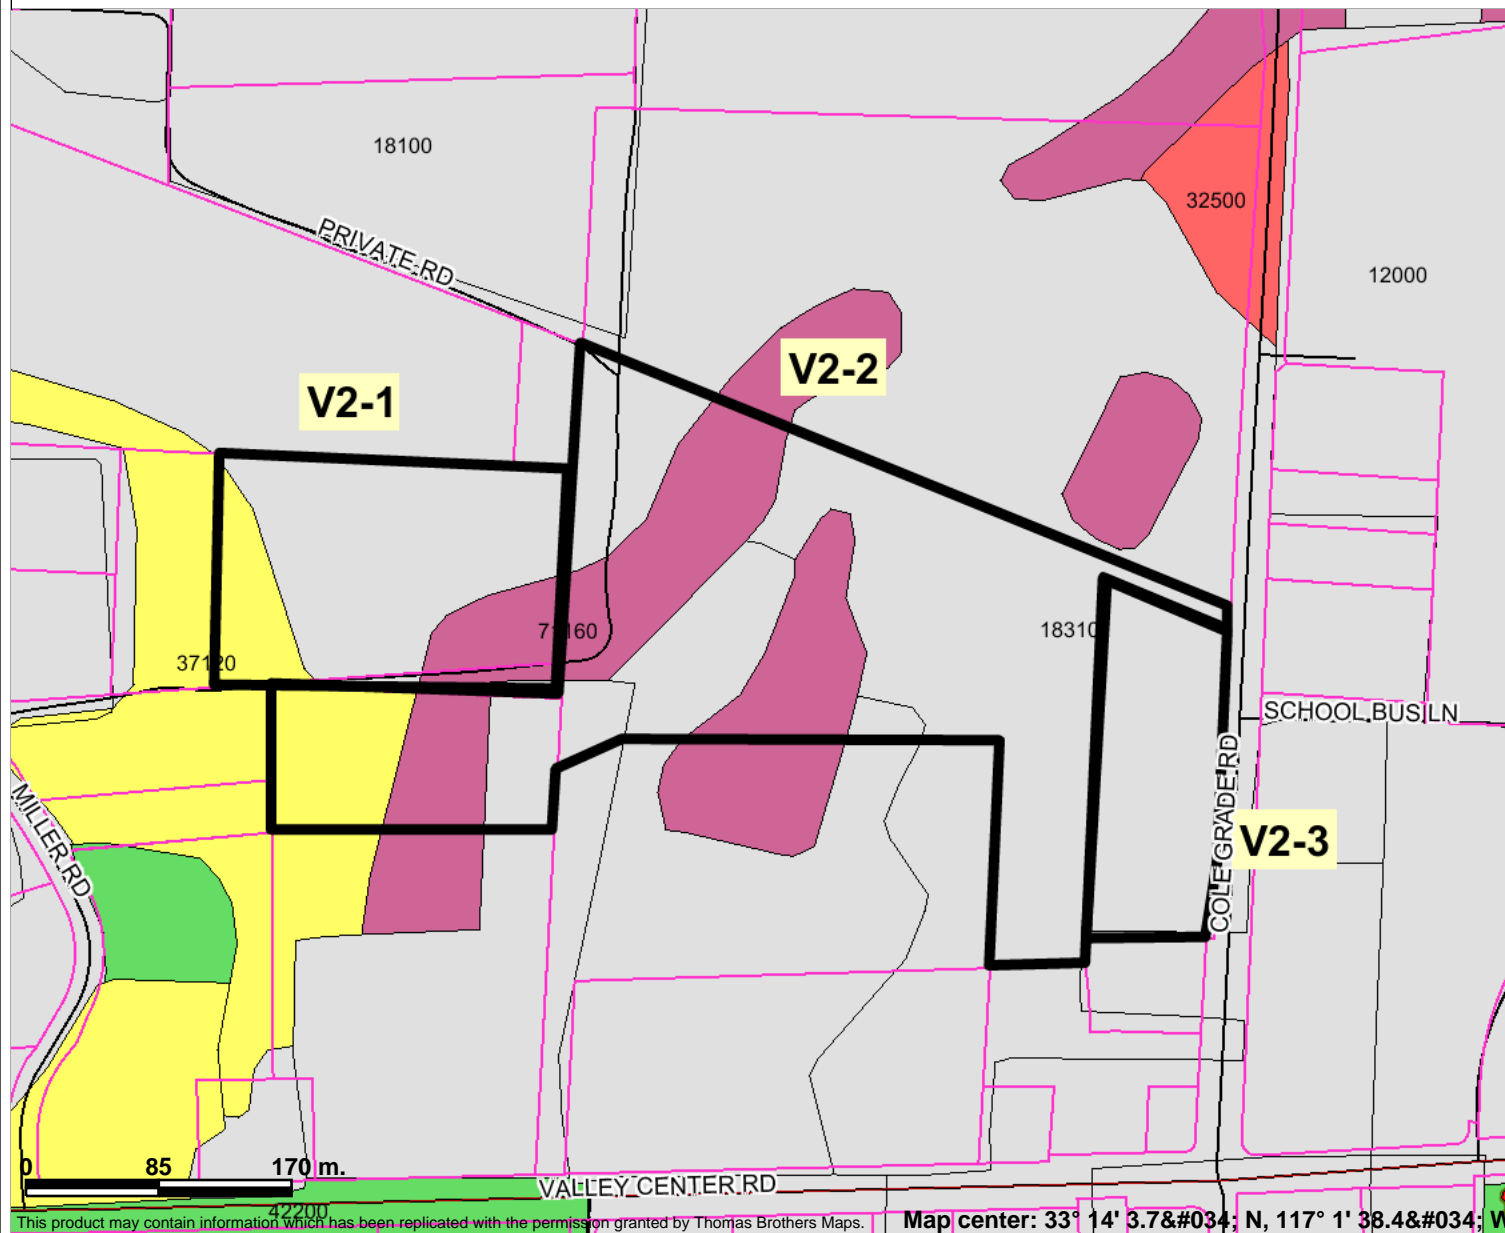 18100
PRIVATE RD
32500
12000
V2-2
V2-1
71160
18310
37120
SCHOOL BUS LN
MILLER RD
COLE GRADE RD
V2-3
0 85 170 m.
VALLEY CENTER RD
42200
This product may contain information which has been replicated with the permission granted by Thomas Brothers Maps.
Map center: 33° 14' 3.7&#034; N, 117° 1' 38.4&#034; W